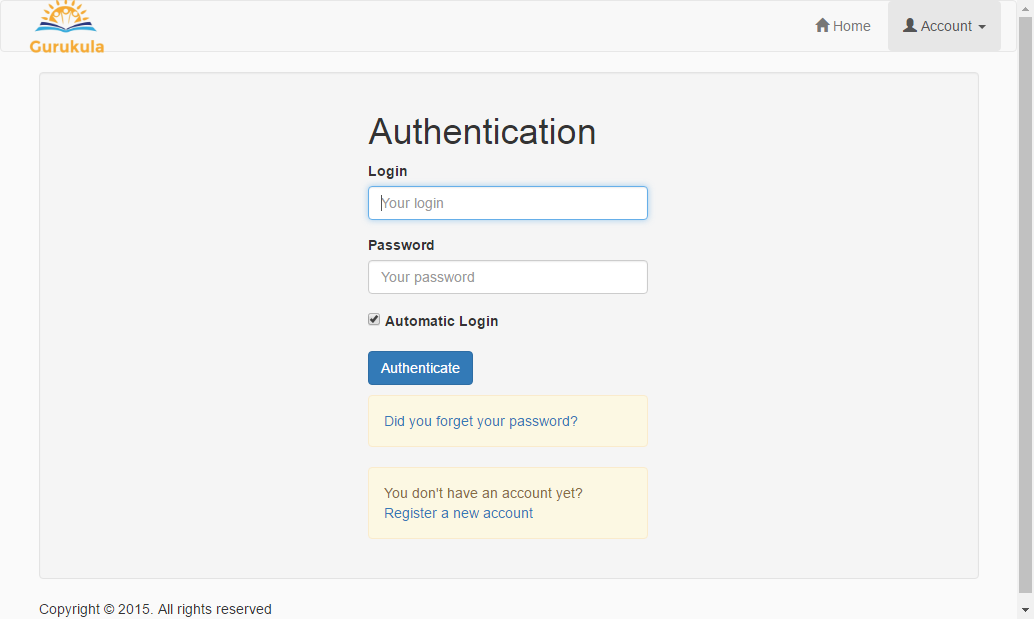 Gurukula
Home
Account
Authentication
Login
Your login
Password
Your password
Automatic Login
Authenticate
Did you forget your password?
You don't have an account yet?
Register a new account
Copyright © 2015. All rights reserved